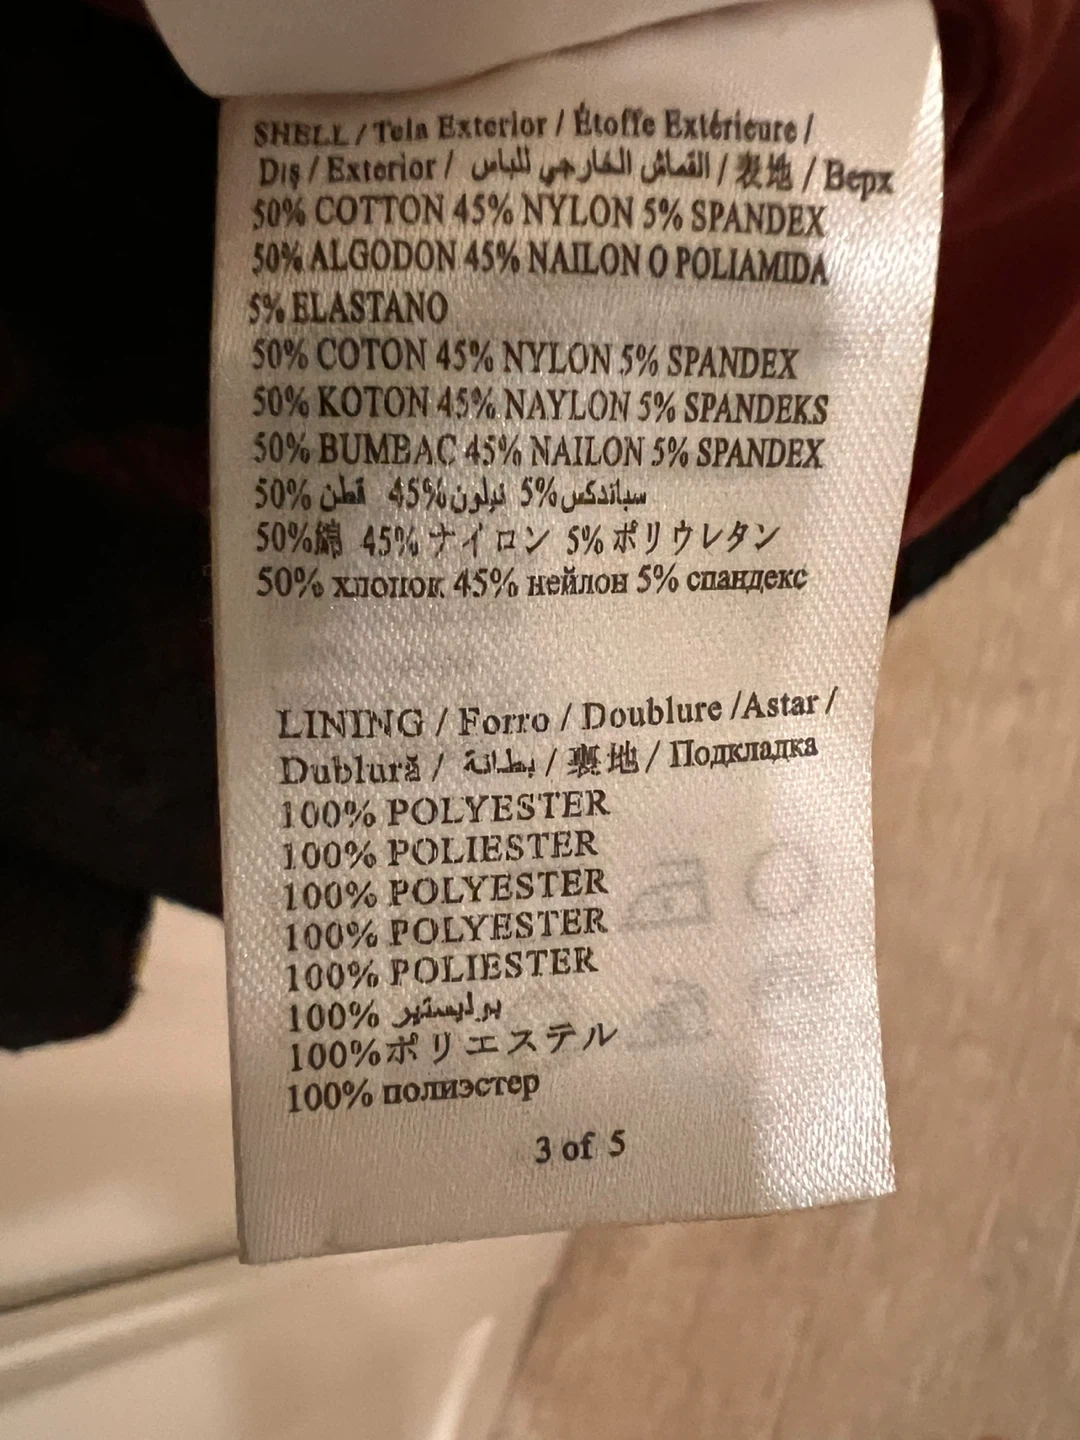 SHELL / Tela Exterior / Étoffe Extérieure /
Dış / Exterior / القماش الخارجي للباس / 表地 / Верх
50% COTTON 45% NYLON 5% SPANDEX
50% ALGODON 45% NAILON O POLIAMIDA
5% ELASTANO
50% COTON 45% NYLON 5% SPANDEX
50% KOTON 45% NAYLON 5% SPANDEKS
50% BUMBAC 45% NAILON 5% SPANDEX
50% قطن 45% نيلون 5% سباندكس
50%綿 45%ナイロン 5%ポリウレタン
50% хлопок 45% нейлон 5% спандекс
LINING / Forro / Doublure /Astar /
Dublură / بطانة / 裏地 / Подкладка
100% POLYESTER
100% POLIESTER
100% POLYESTER
100% POLYESTER
100% POLIESTER
100% بوليستير
100%ポリエステル
100% полиэстер
3 of 5